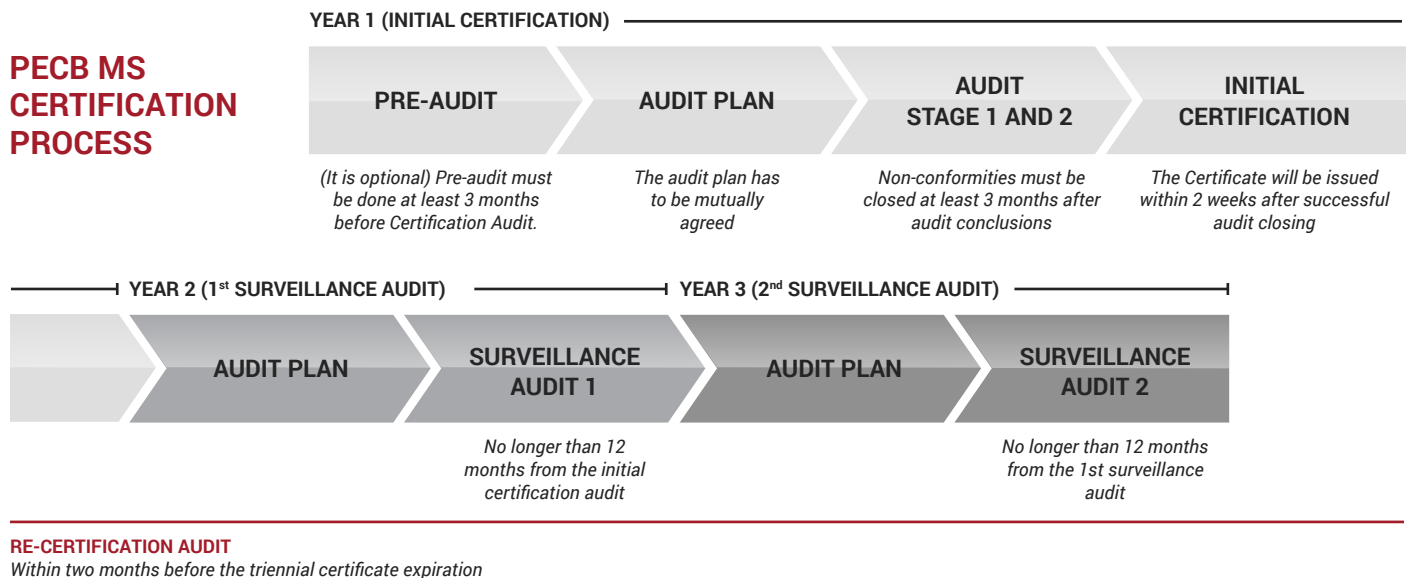 YEAR 1 (INITIAL CERTIFICATION)
PECB MS
CERTIFICATION
PROCESS
PRE-AUDIT
AUDIT PLAN
AUDIT
STAGE 1 AND 2
INITIAL
CERTIFICATION
(It is optional) Pre-audit must
be done at least 3 months
before Certification Audit.
The audit plan has
to be mutually
agreed
Non-conformities must be
closed at least 3 months after
audit conclusions
The Certificate will be issued
within 2 weeks after successful
audit closing
YEAR 2 (1st SURVEILLANCE AUDIT)
YEAR 3 (2nd SURVEILLANCE AUDIT)
AUDIT PLAN
SURVEILLANCE
AUDIT 1
AUDIT PLAN
SURVEILLANCE
AUDIT 2
No longer than 12
months from the initial
certification audit
No longer than 12 months
from the 1st surveillance
audit
RE-CERTIFICATION AUDIT
Within two months before the triennial certificate expiration